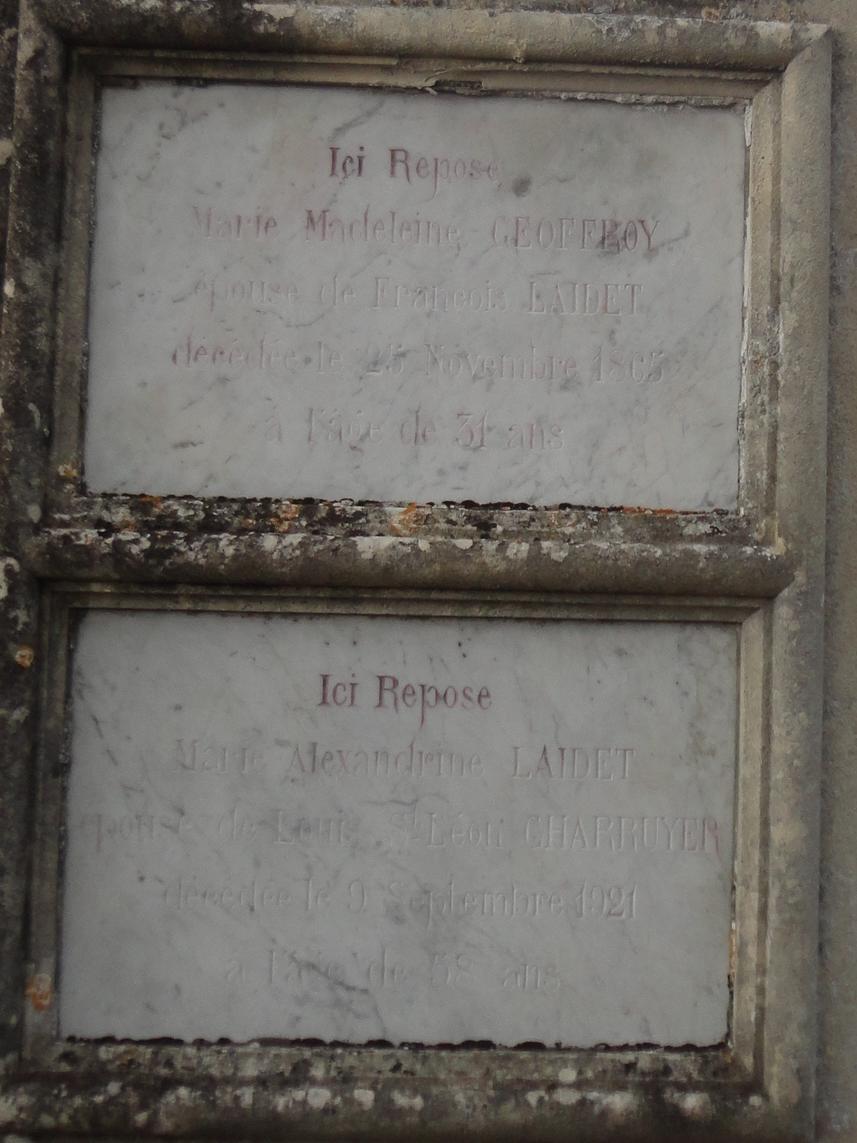 Ici Repose
Marie Madeleine GEOFFROY
épouse de François LAIDET
décédée le 25 Novembre 1865
à l'âge de 31 ans
Ici Repose
Marie Alexandrine LAIDET
épouse de Louis St Léon CHARRUYER
décédée le 9 Septembre 1921
à l'âge de 58 ans